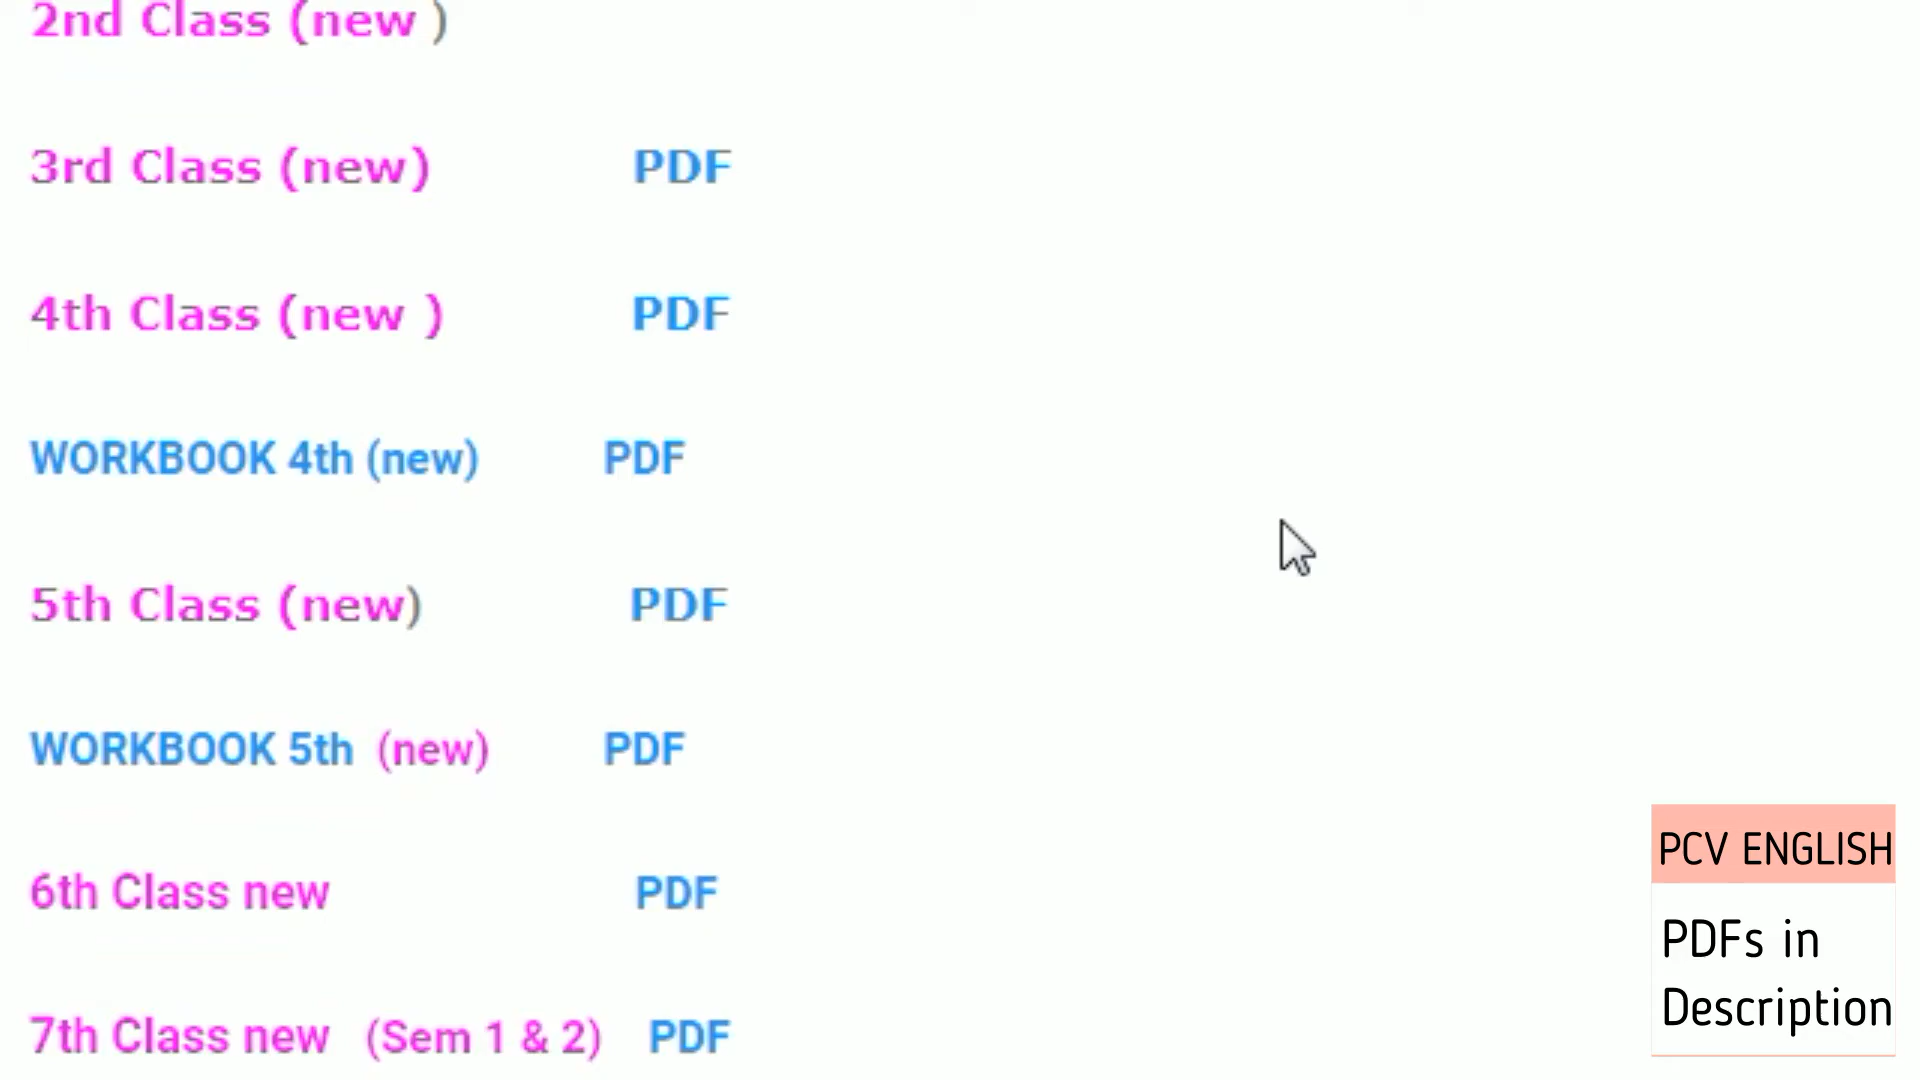 2nd Class (new )
3rd Class (new) PDF
4th Class (new ) PDF
WORKBOOK 4th (new) PDF
5th Class (new) PDF
WORKBOOK 5th (new) PDF
6th Class new PDF
7th Class new (Sem 1 & 2) PDF
PCV ENGLISH
PDFs in
Description